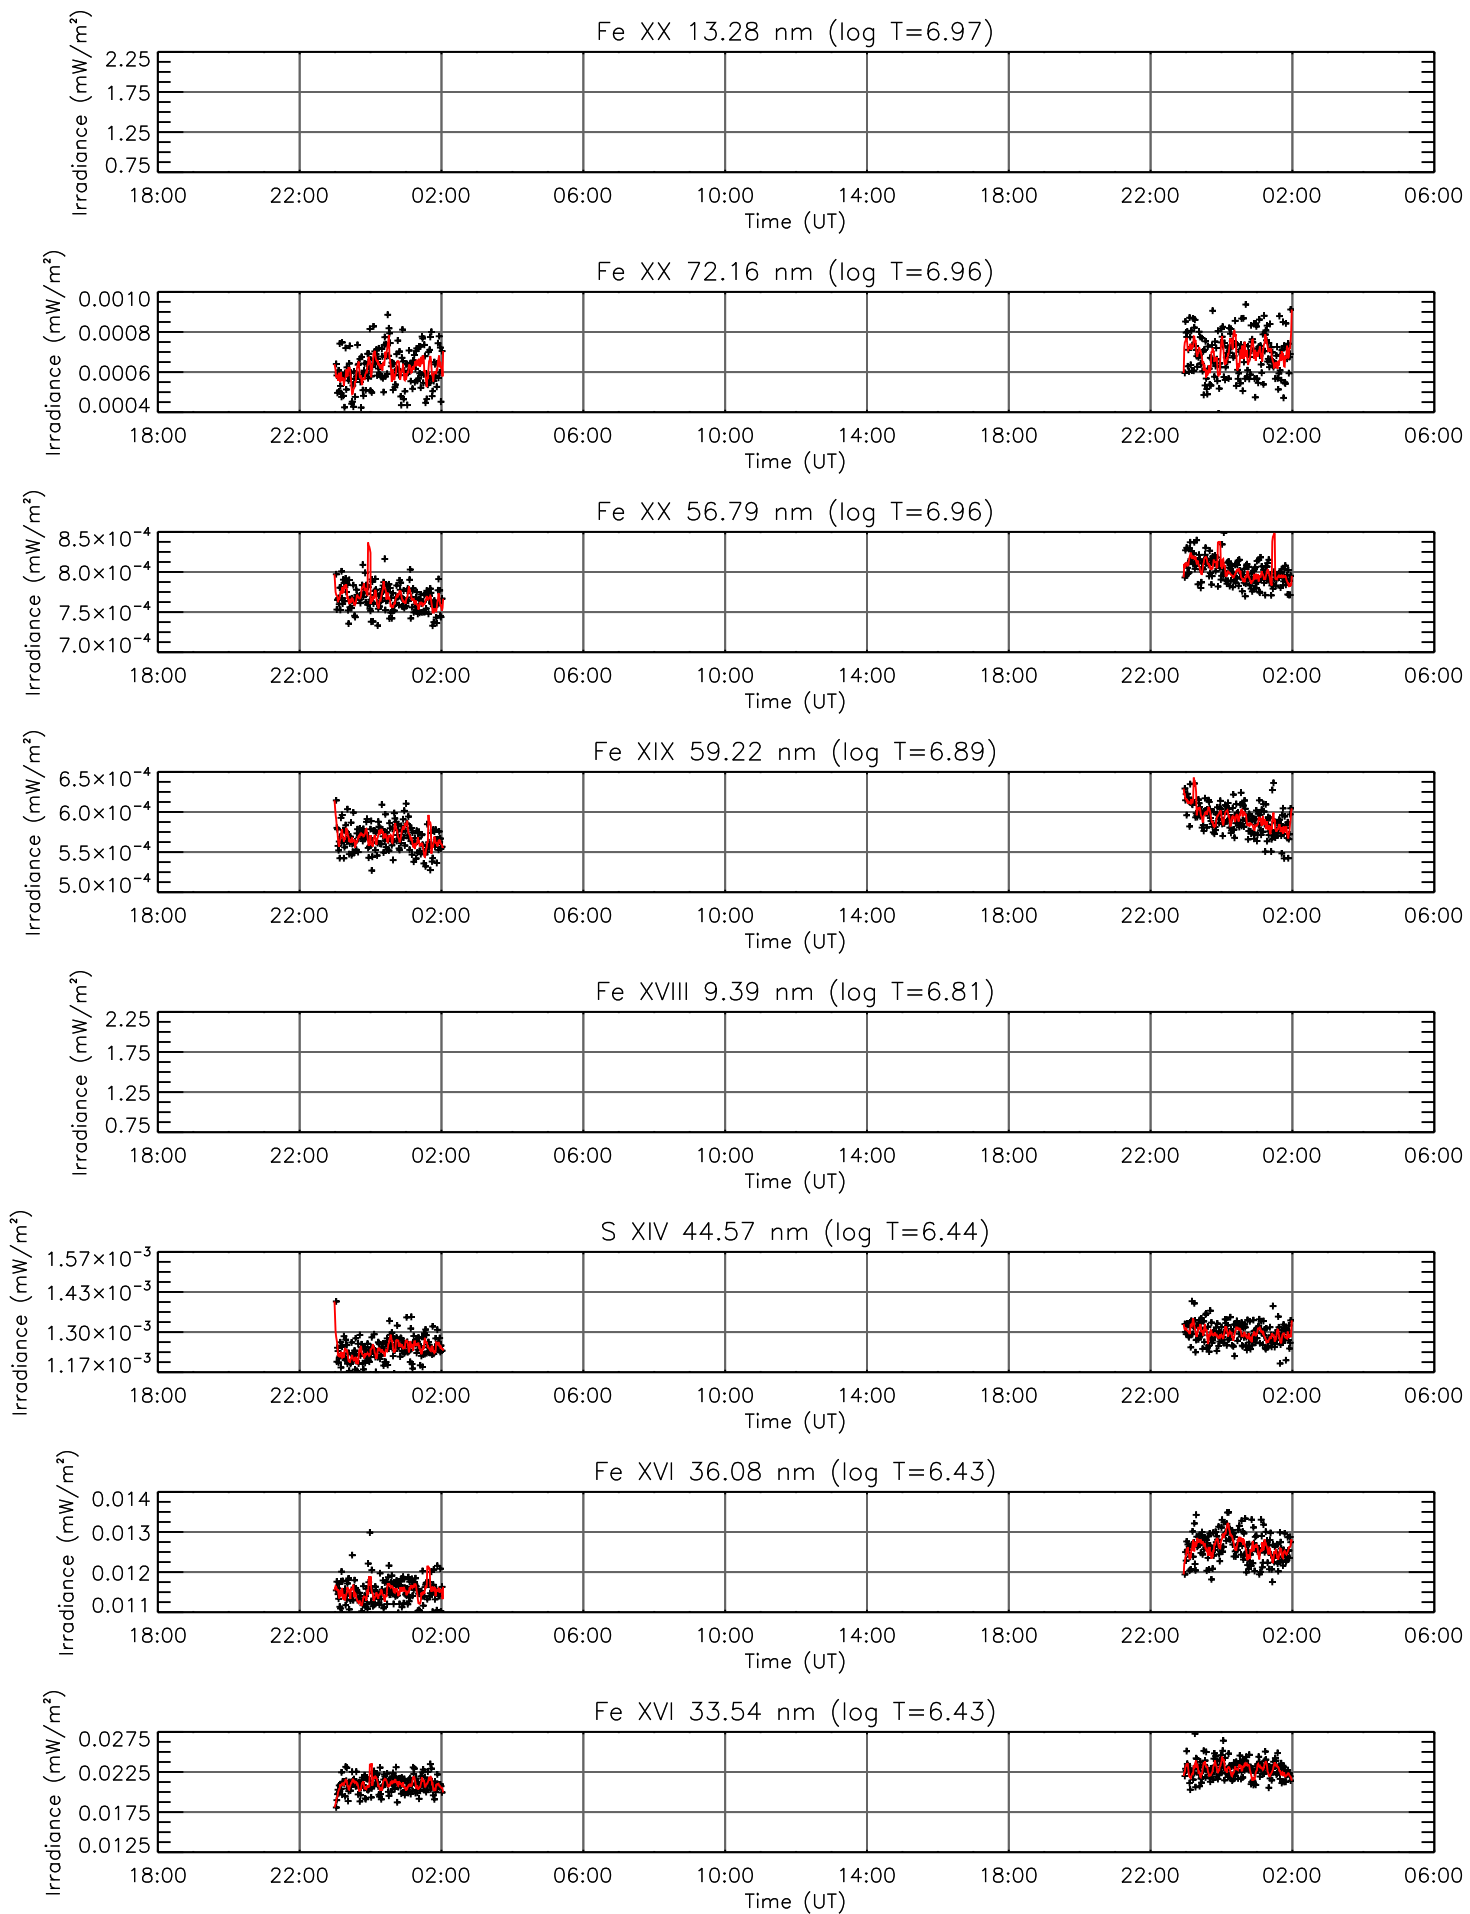 Fe XX 13.28 nm (log T=6.97)
Irradiance (mW/m²)
2.25
1.75
1.25
0.75
18:00 22:00 02:00 06:00 10:00 14:00 18:00 22:00 02:00 06:00
Time (UT)
Fe XX 72.16 nm (log T=6.96)
Irradiance (mW/m²)
0.0010
0.0008
0.0006
0.0004
18:00 22:00 02:00 06:00 10:00 14:00 18:00 22:00 02:00 06:00
Time (UT)
Fe XX 56.79 nm (log T=6.96)
Irradiance (mW/m²)
8.5×10⁻⁴
8.0×10⁻⁴
7.5×10⁻⁴
7.0×10⁻⁴
18:00 22:00 02:00 06:00 10:00 14:00 18:00 22:00 02:00 06:00
Time (UT)
Fe XIX 59.22 nm (log T=6.89)
Irradiance (mW/m²)
6.5×10⁻⁴
6.0×10⁻⁴
5.5×10⁻⁴
5.0×10⁻⁴
18:00 22:00 02:00 06:00 10:00 14:00 18:00 22:00 02:00 06:00
Time (UT)
Fe XVIII 9.39 nm (log T=6.81)
Irradiance (mW/m²)
2.25
1.75
1.25
0.75
18:00 22:00 02:00 06:00 10:00 14:00 18:00 22:00 02:00 06:00
Time (UT)
S XIV 44.57 nm (log T=6.44)
Irradiance (mW/m²)
1.57×10⁻³
1.43×10⁻³
1.30×10⁻³
1.17×10⁻³
18:00 22:00 02:00 06:00 10:00 14:00 18:00 22:00 02:00 06:00
Time (UT)
Fe XVI 36.08 nm (log T=6.43)
Irradiance (mW/m²)
0.014
0.013
0.012
0.011
18:00 22:00 02:00 06:00 10:00 14:00 18:00 22:00 02:00 06:00
Time (UT)
Fe XVI 33.54 nm (log T=6.43)
Irradiance (mW/m²)
0.0275
0.0225
0.0175
0.0125
18:00 22:00 02:00 06:00 10:00 14:00 18:00 22:00 02:00 06:00
Time (UT)